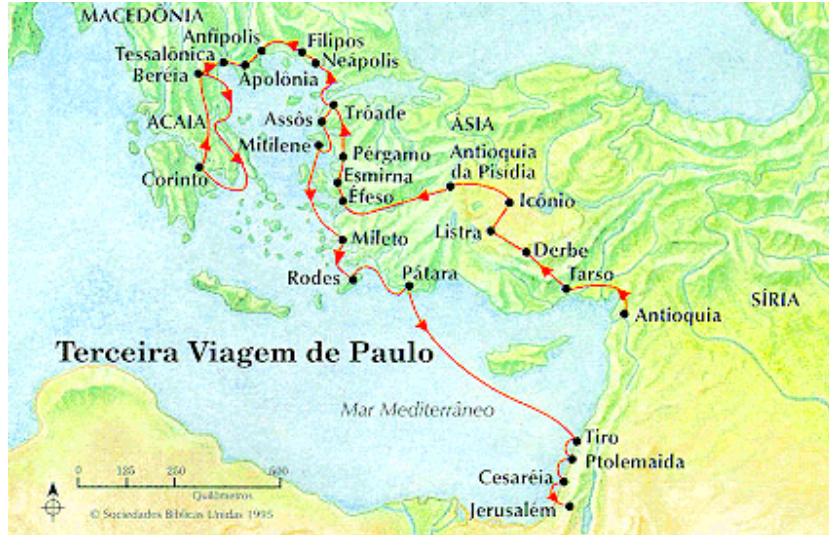 MACEDÔNIA
Anfípolis
Filipos
Tessalônica
Neápolis
Beréia
Apolônia
Tróade
ACAIA
Assôs
ÁSIA
Mitilene
Pérgamo
Antioquia
da Pisídia
Corinto
Esmirna
Éfeso
Icônio
Listra
Mileto
Derbe
Rodes
Pátara
Tarso
SÍRIA
Antioquia
Terceira Viagem de Paulo
Mar Mediterrâneo
Tiro
Ptolemaida
Cesaréia
0 125 250 500
Quilômetros
Jerusalém
© Sociedades Bíblicas Unidas 1995